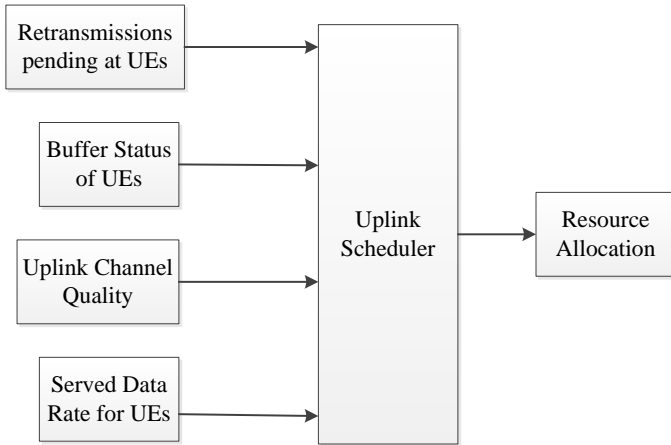 Retransmissions
pending at UEs
Buffer Status
of UEs
Uplink Channel
Quality
Served Data
Rate for UEs
Uplink
Scheduler
Resource
Allocation